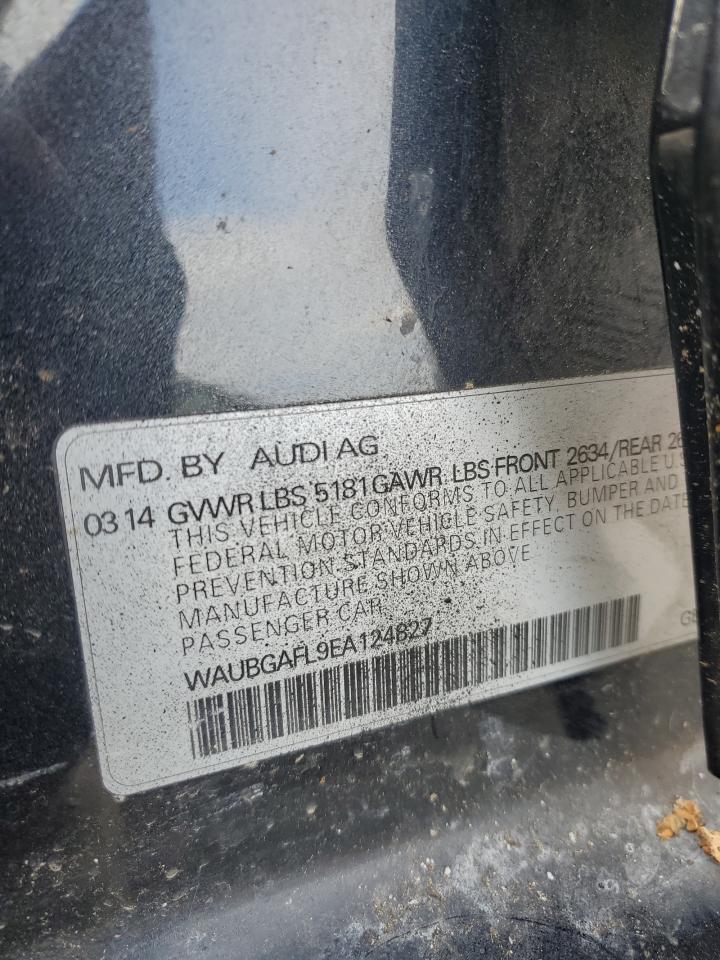 MFD. BY AUDI AG
03 14 GVWR LBS 5181 GAWR LBS FRONT 2634/REAR
THIS VEHICLE CONFORMS TO ALL APPLICABLE U.S.
FEDERAL MOTOR VEHICLE SAFETY, BUMPER AND
PREVENTION STANDARDS IN EFFECT ON THE DATE
MANUFACTURE SHOWN ABOVE
PASSENGER CAR
WAUBGAFL9EA124827